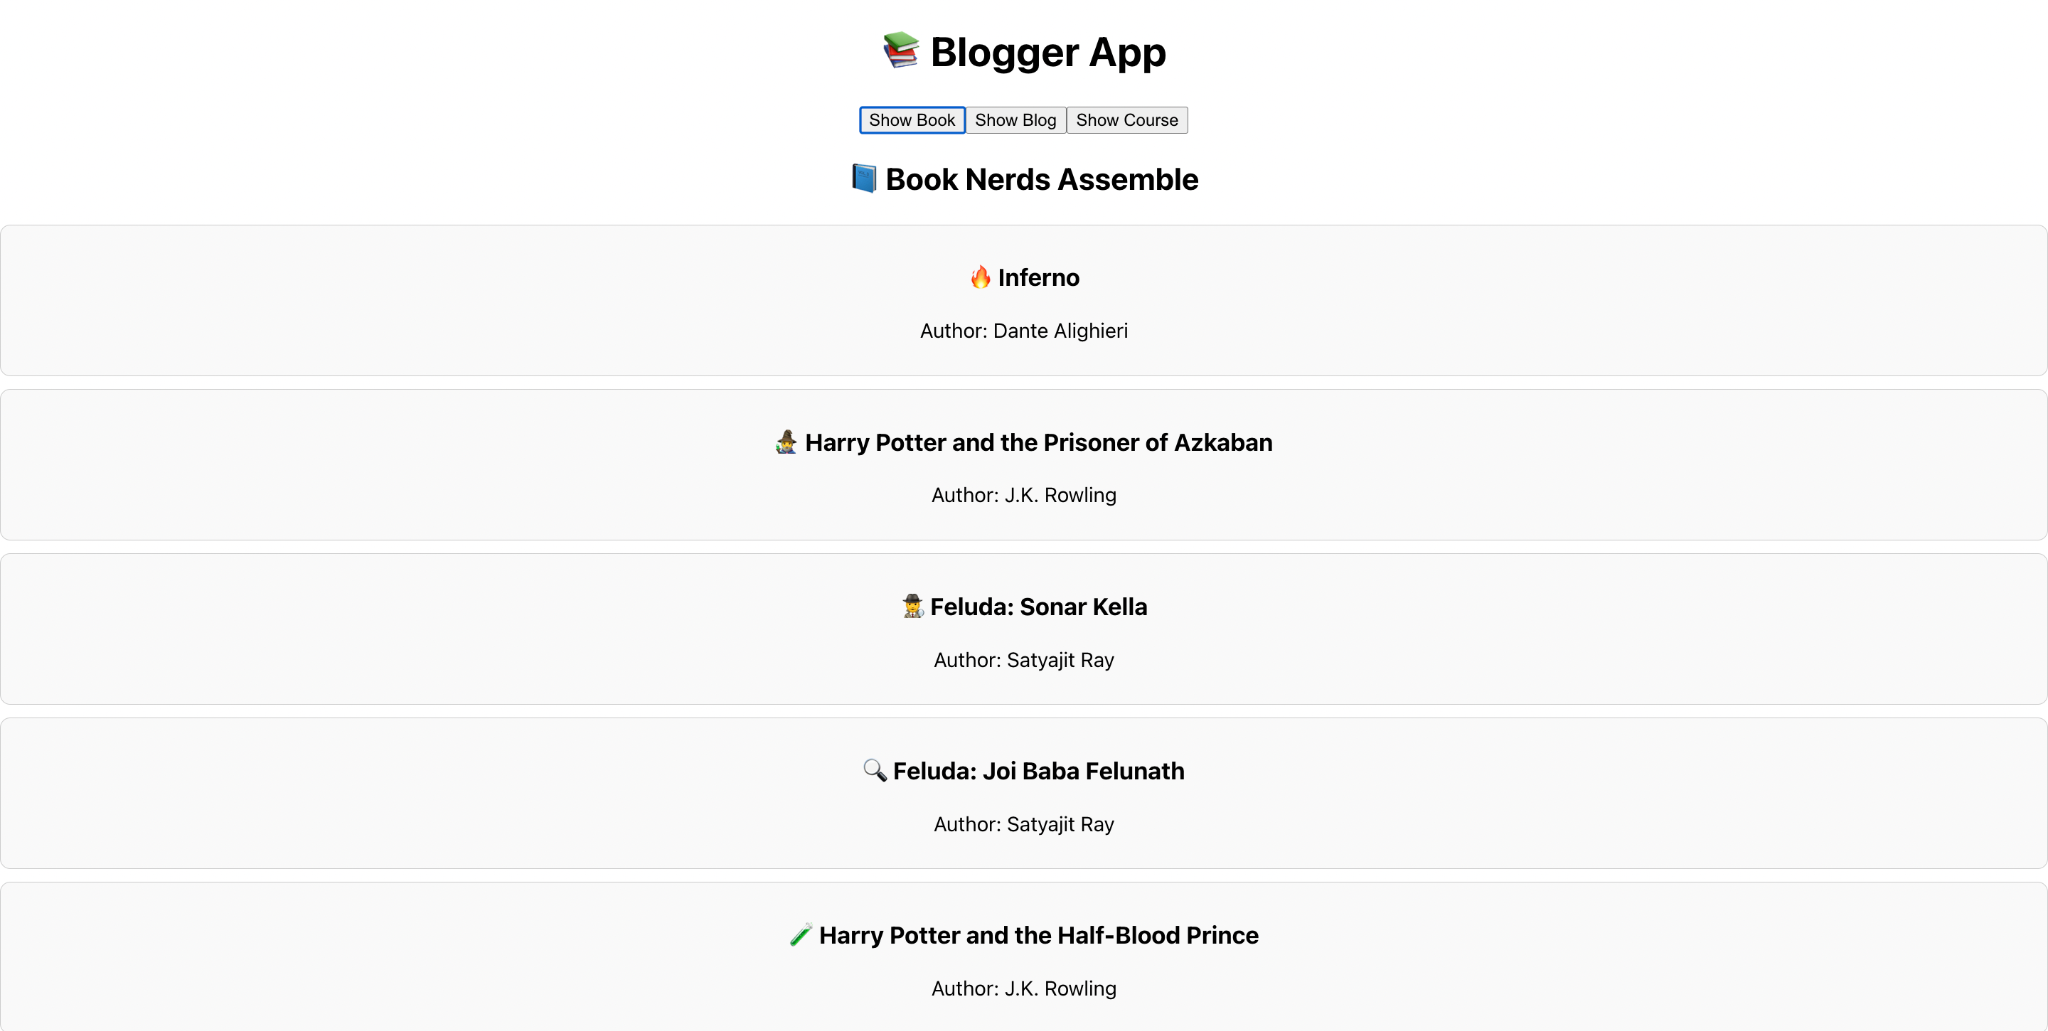 📚 Blogger App
Show Book Show Blog Show Course
📘 Book Nerds Assemble
🔥 Inferno
Author: Dante Alighieri
🧙‍♂️ Harry Potter and the Prisoner of Azkaban
Author: J.K. Rowling
🕵️‍♂️ Feluda: Sonar Kella
Author: Satyajit Ray
🔍 Feluda: Joi Baba Felunath
Author: Satyajit Ray
🧪 Harry Potter and the Half-Blood Prince
Author: J.K. Rowling